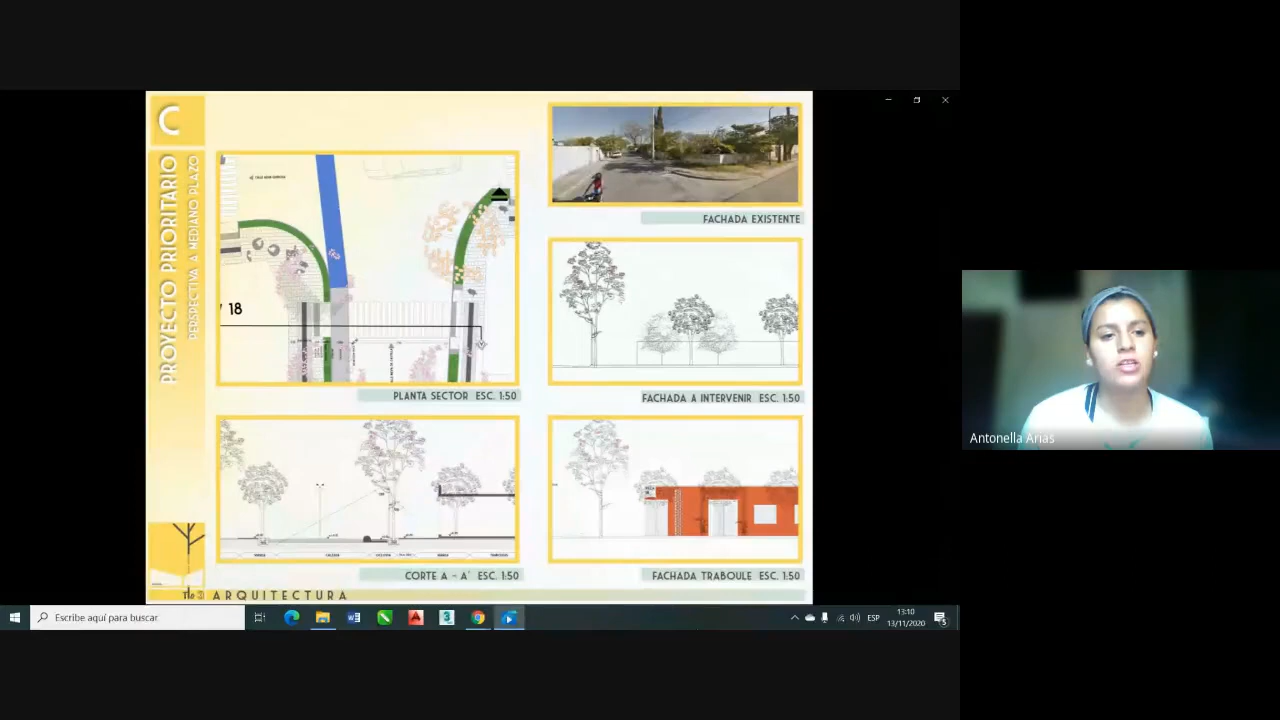 C
PROYECTO PRIORITARIO
PERSPECTIVA A MEDIANO PLAZO
18
PLANTA SECTOR ESC. 1:50
FACHADA EXISTENTE
FACHADA A INTERVENIR ESC. 1:50
CORTE A - A' ESC. 1:50
FACHADA TRABOULE ESC. 1:50
The 3 ARQUITECTURA
Antonella Arias
Escribe aquí para buscar
ESP
13:10
13/11/2020